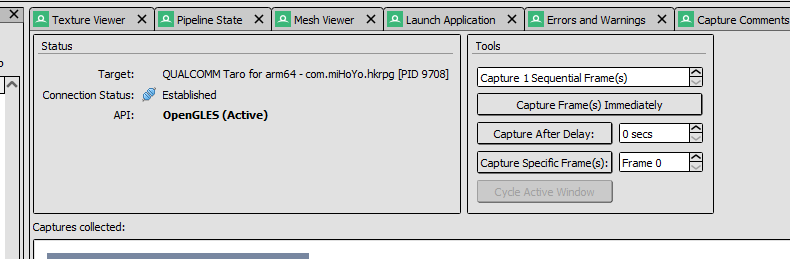 Texture Viewer Pipeline State Mesh Viewer Launch Application Errors and Warnings Capture Comments
Status
Target: QUALCOMM Taro for arm64 - com.miHoYo.hkrpg [PID 9708]
Connection Status: Established
API: OpenGLES (Active)
Tools
Capture 1 Sequential Frame(s)
Capture Frame(s) Immediately
Capture After Delay: 0 secs
Capture Specific Frame(s): Frame 0
Cycle Active Window
Captures collected: